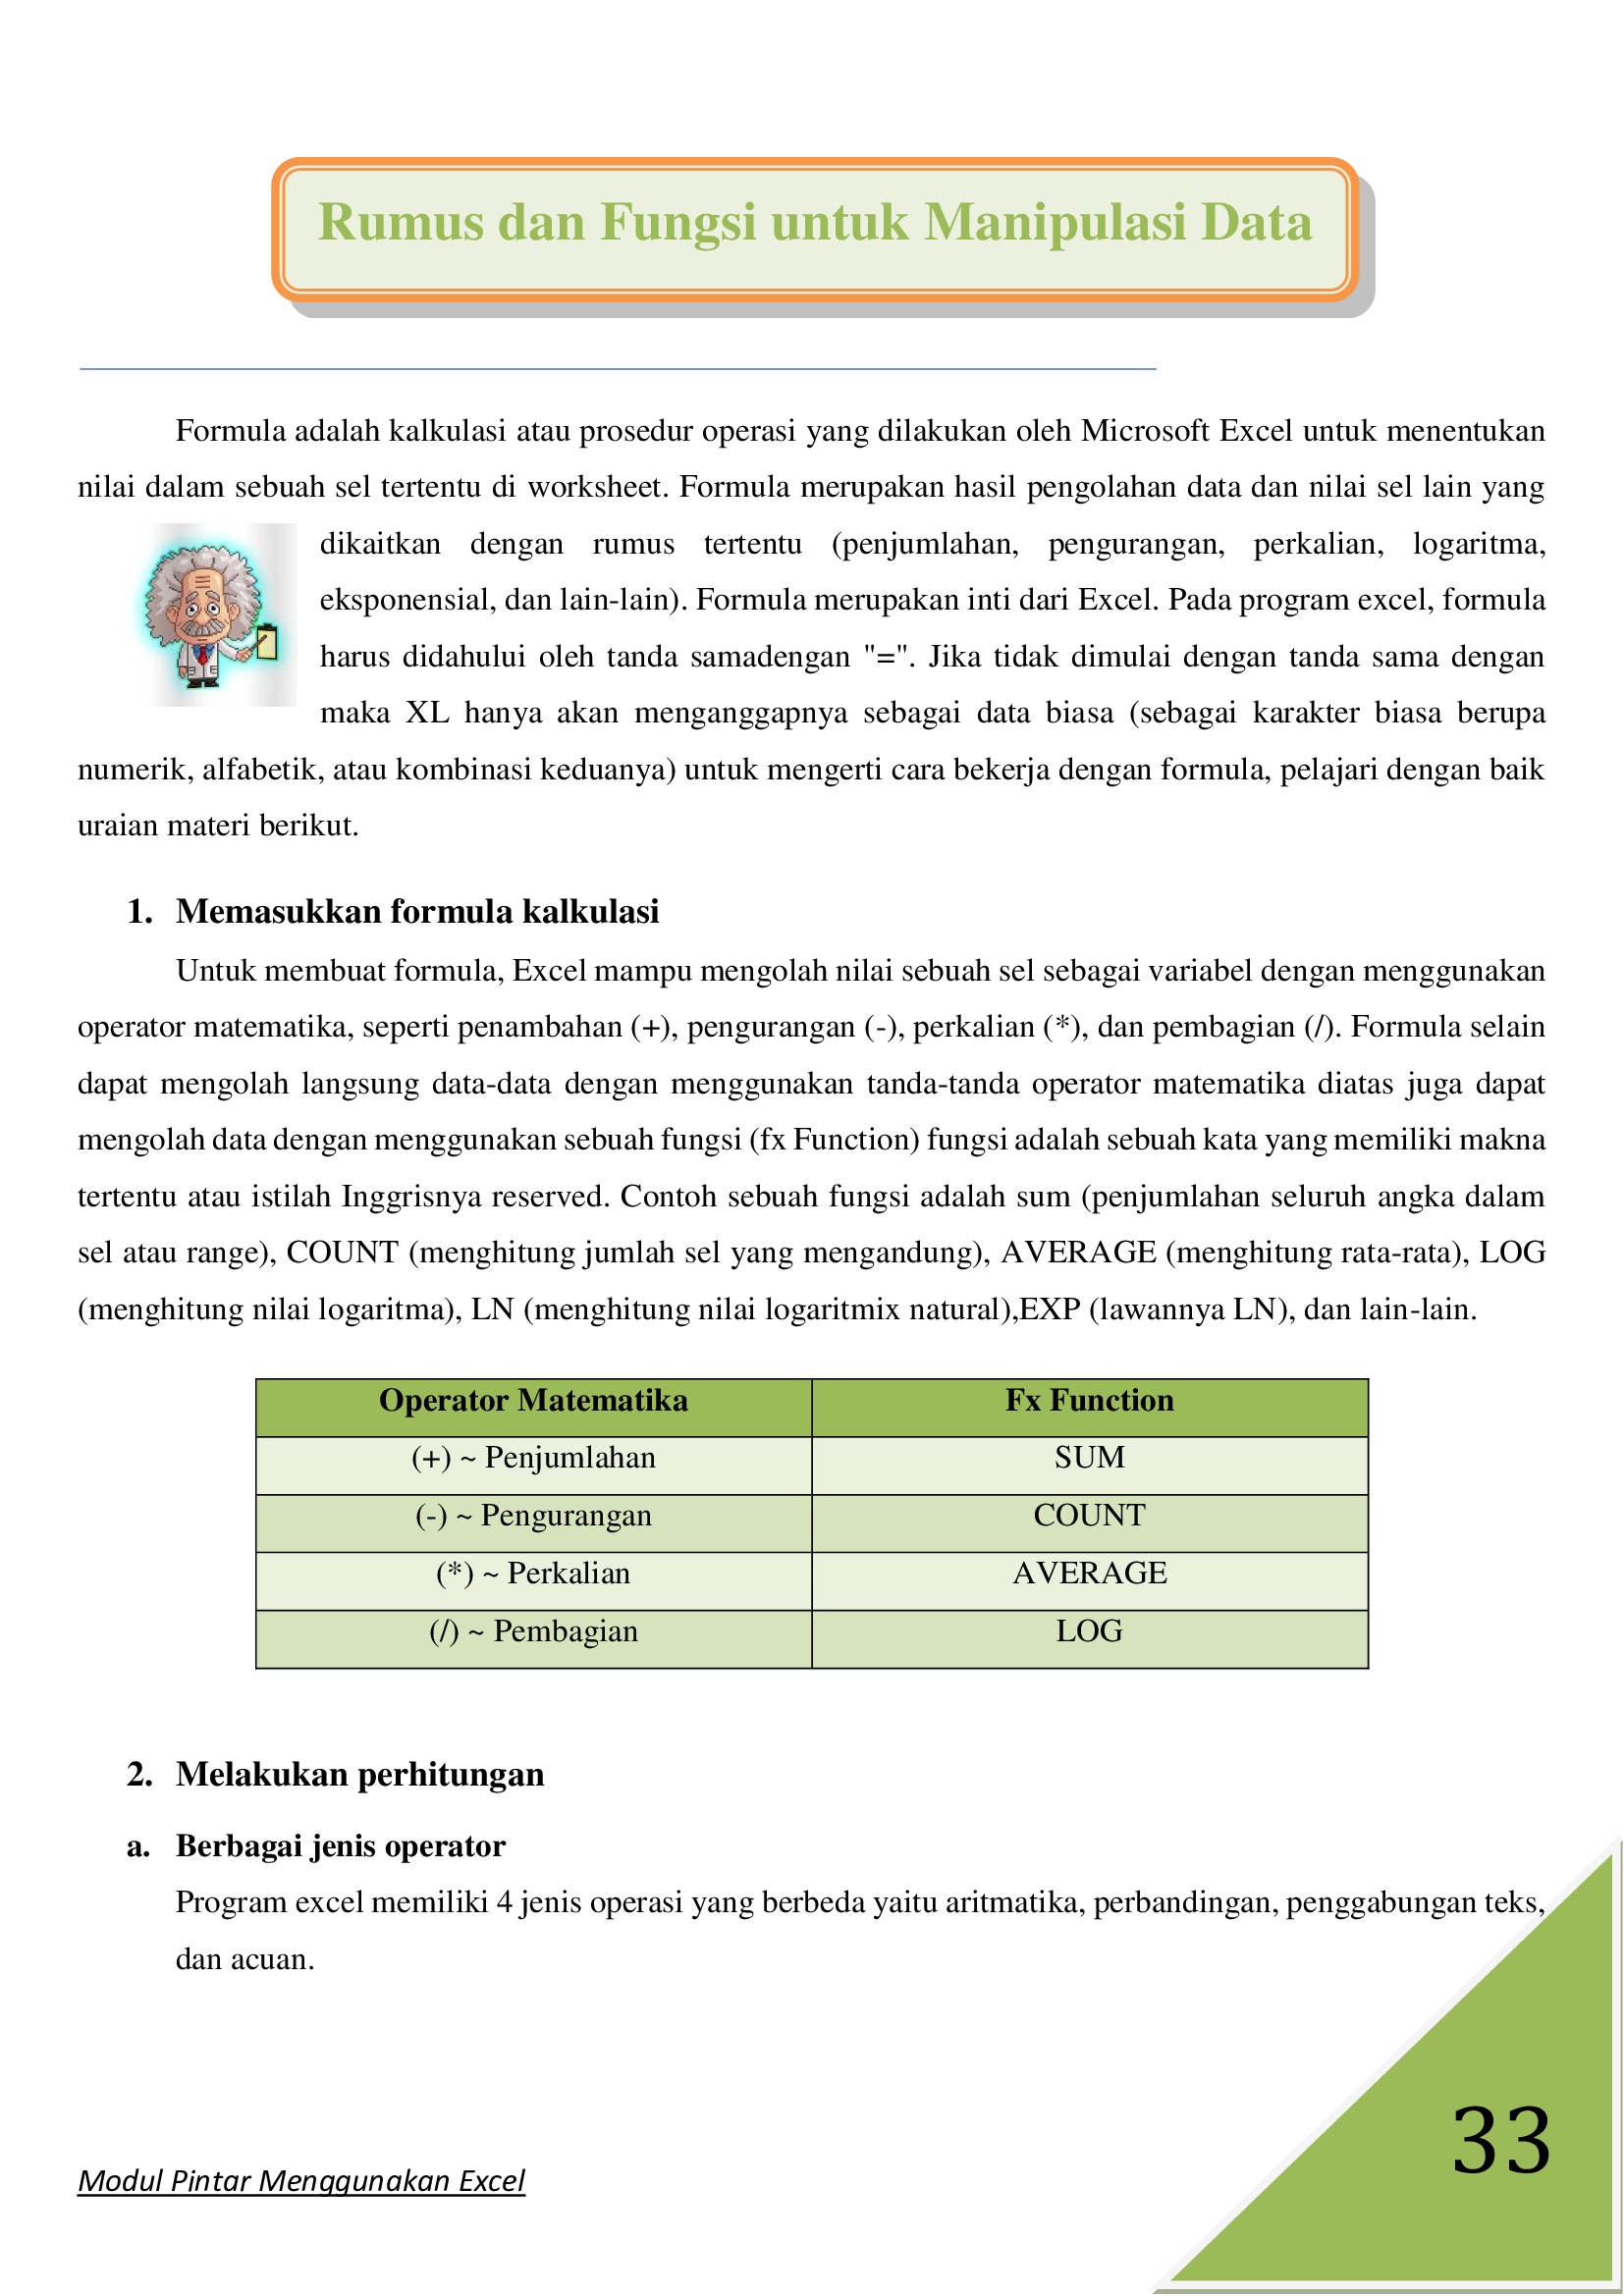 Rumus dan Fungsi untuk Manipulasi Data
Formula adalah kalkulasi atau prosedur operasi yang dilakukan oleh Microsoft Excel untuk menentukan
nilai dalam sebuah sel tertentu di worksheet. Formula merupakan hasil pengolahan data dan nilai sel lain yang
dikaitkan dengan rumus tertentu (penjumlahan, pengurangan, perkalian, logaritma,
eksponensial, dan lain-lain). Formula merupakan inti dari Excel. Pada program excel, formula
harus didahului oleh tanda samadengan "=". Jika tidak dimulai dengan tanda sama dengan
maka XL hanya akan menganggapnya sebagai data biasa (sebagai karakter biasa berupa
numerik, alfabetik, atau kombinasi keduanya) untuk mengerti cara bekerja dengan formula, pelajari dengan baik
uraian materi berikut.
1. Memasukkan formula kalkulasi
Untuk membuat formula, Excel mampu mengolah nilai sebuah sel sebagai variabel dengan menggunakan
operator matematika, seperti penambahan (+), pengurangan (-), perkalian (*), dan pembagian (/). Formula selain
dapat mengolah langsung data-data dengan menggunakan tanda-tanda operator matematika diatas juga dapat
mengolah data dengan menggunakan sebuah fungsi (fx Function) fungsi adalah sebuah kata yang memiliki makna
tertentu atau istilah Inggrisnya reserved. Contoh sebuah fungsi adalah sum (penjumlahan seluruh angka dalam
sel atau range), COUNT (menghitung jumlah sel yang mengandung), AVERAGE (menghitung rata-rata), LOG
(menghitung nilai logaritma), LN (menghitung nilai logaritmix natural),EXP (lawannya LN), dan lain-lain.
Operator Matematika Fx Function
(+) ~ Penjumlahan SUM
(-) ~ Pengurangan COUNT
(*) ~ Perkalian AVERAGE
(/) ~ Pembagian LOG
2. Melakukan perhitungan
a. Berbagai jenis operator
Program excel memiliki 4 jenis operasi yang berbeda yaitu aritmatika, perbandingan, penggabungan teks,
dan acuan.
33
Modul Pintar Menggunakan Excel